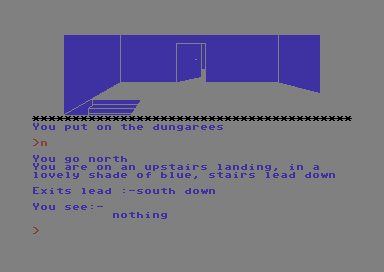 You put on the dungarees
>n
You go north
You are on an upstairs landing, in a
lovely shade of blue, stairs lead down
Exits lead :-south down
You see:-
nothing
>